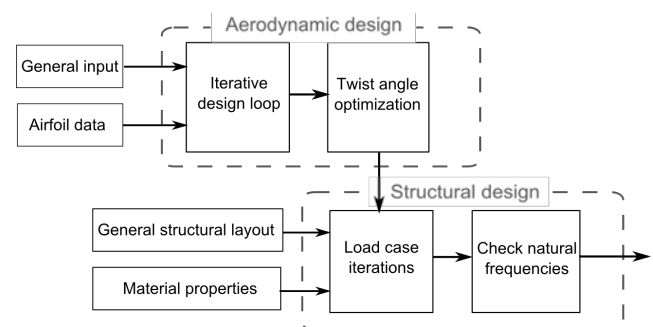 Aerodynamic design
General input
Airfoil data
Iterative
design loop
Twist angle
optimization
Structural design
General structural layout
Material properties
Load case
iterations
Check natural
frequencies